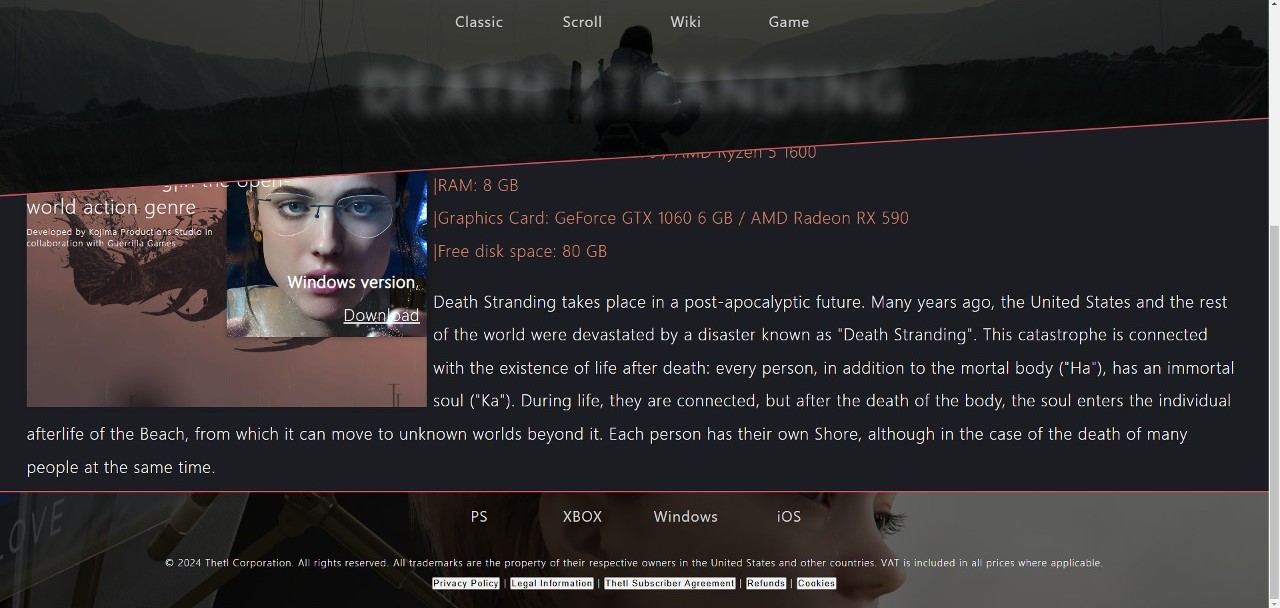 Classic Scroll Wiki Game
DEATH STRANDING
/ AMD Ryzen 5 1600
|RAM: 8 GB
|Graphics Card: GeForce GTX 1060 6 GB / AMD Radeon RX 590
|Free disk space: 80 GB
the open-
world action genre
Developed by Kojima Productions Studio in
collaboration with Guerrilla Games
Windows version,
Download
Death Stranding takes place in a post-apocalyptic future. Many years ago, the United States and the rest
of the world were devastated by a disaster known as "Death Stranding". This catastrophe is connected
with the existence of life after death: every person, in addition to the mortal body ("Ha"), has an immortal
soul ("Ka"). During life, they are connected, but after the death of the body, the soul enters the individual
afterlife of the Beach, from which it can move to unknown worlds beyond it. Each person has their own Shore, although in the case of the death of many
people at the same time.
LOVE
PS XBOX Windows iOS
© 2024 Thetl Corporation. All rights reserved. All trademarks are the property of their respective owners in the United States and other countries. VAT is included in all prices where applicable.
Privacy Policy | Legal Information | Thetl Subscriber Agreement | Refunds | Cookies